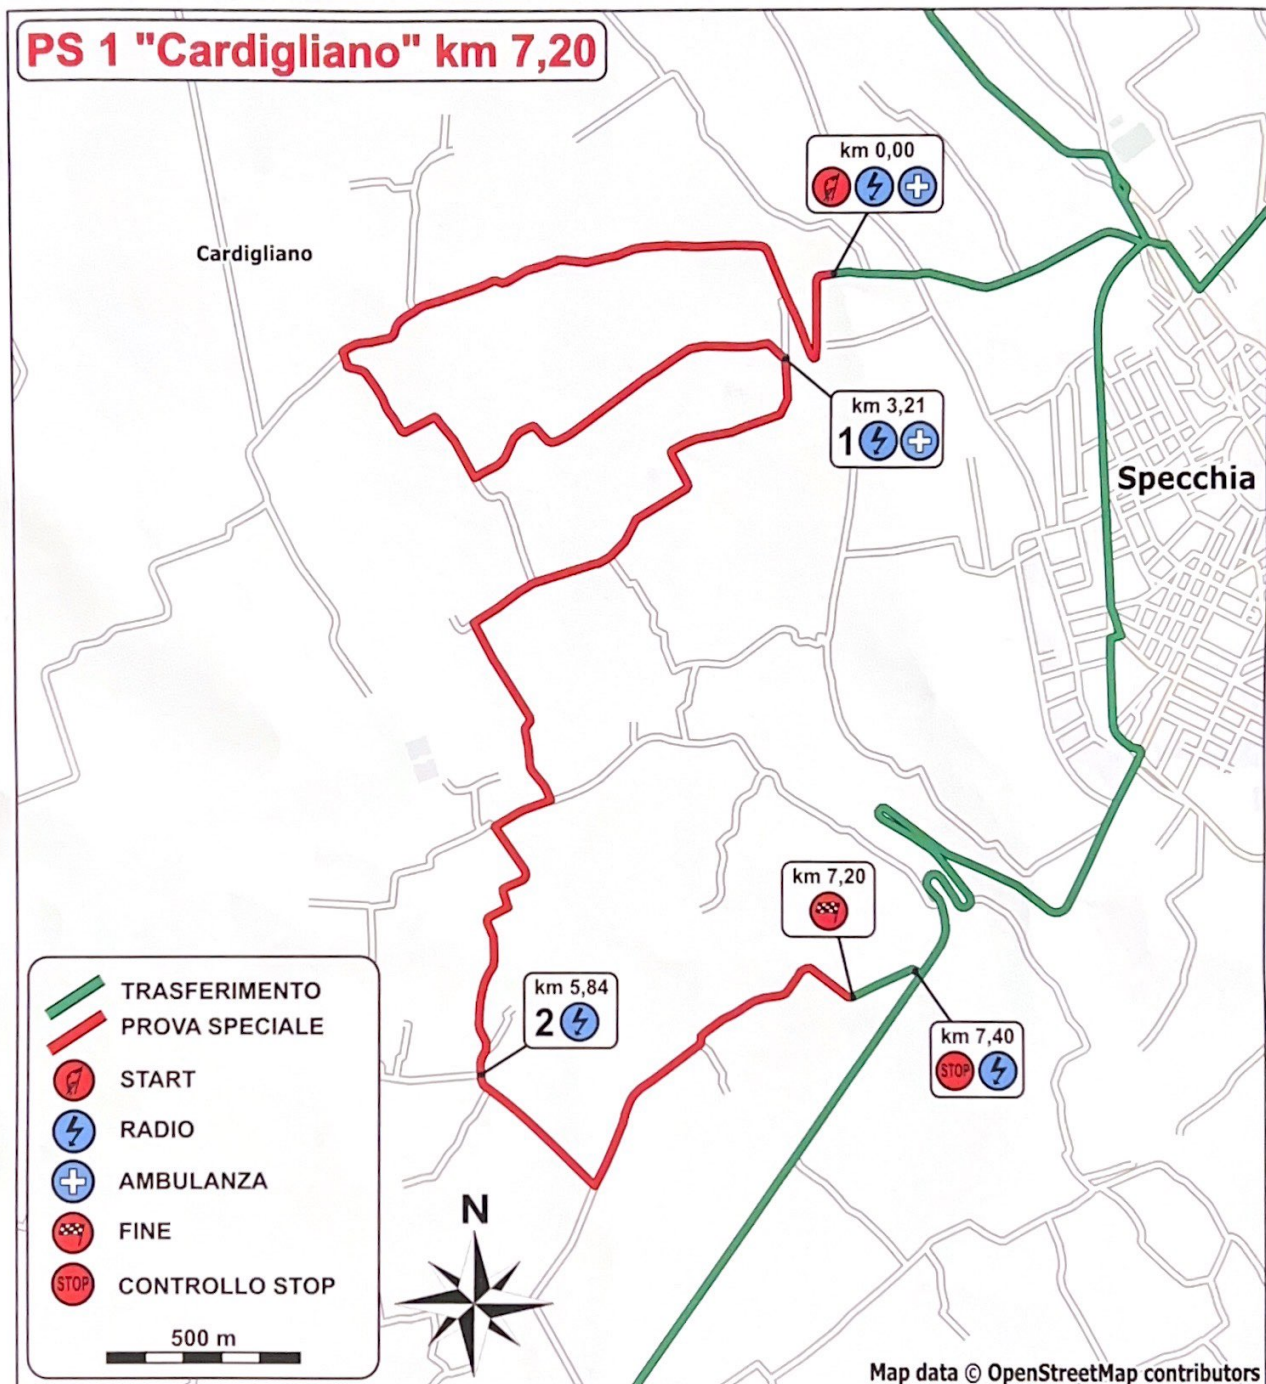 PS 1 "Cardigliano" km 7,20
km 0,00
Cardigliano
km 3,21
1
Specchia
km 7,20
km 5,84
2
km 7,40
STOP
TRASFERIMENTO
PROVA SPECIALE
START
RADIO
AMBULANZA
FINE
STOP CONTROLLO STOP
500 m
N
Map data © OpenStreetMap contributors